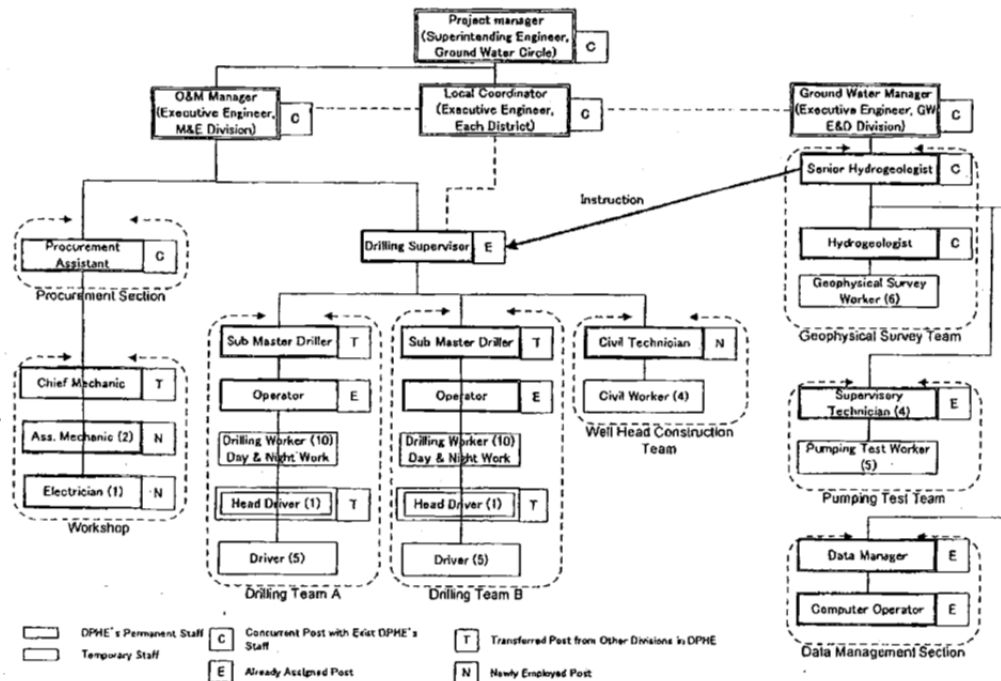 Project manager
(Superintending Engineer,
Ground Water Circle)
C
O&M Manager
(Executive Engineer,
M&E Division)
C
Local Coordinator
(Executive Engineer,
Each District)
C
Ground Water Manager
(Executive Engineer, GW
E&D Division)
C
Senior Hydrogeologist
C
Instruction
Procurement
Assistant
C
Procurement Section
Drilling Supervisor
E
Hydrogeologist
C
Geophysical Survey
Worker (6)
Geophysical Survey Team
Sub Master Driller
T
Sub Master Driller
T
Civil Technician
N
Chief Mechanic
T
Operator
E
Operator
E
Civil Worker (4)
Well Head Construction
Team
Supervisory
Technician (4)
E
Ass. Mechanic (2)
N
Drilling Worker (10)
Day & Night Work
Drilling Worker (10)
Day & Night Work
Pumping Test Worker
(5)
Pumping Test Team
Electrician (1)
N
Workshop
Head Driver (1)
T
Head Driver (1)
T
Driver (5)
Drilling Team A
Driver (5)
Drilling Team B
Data Manager
E
Computer Operator
E
Data Management Section
DPHE's Permanent Staff
Temporary Staff
C
Concurrent Post with Exist DPHE's
Staff
E
Already Assigned Post
T
Transferred Post from Other Divisions in DPHE
N
Newly Employed Post